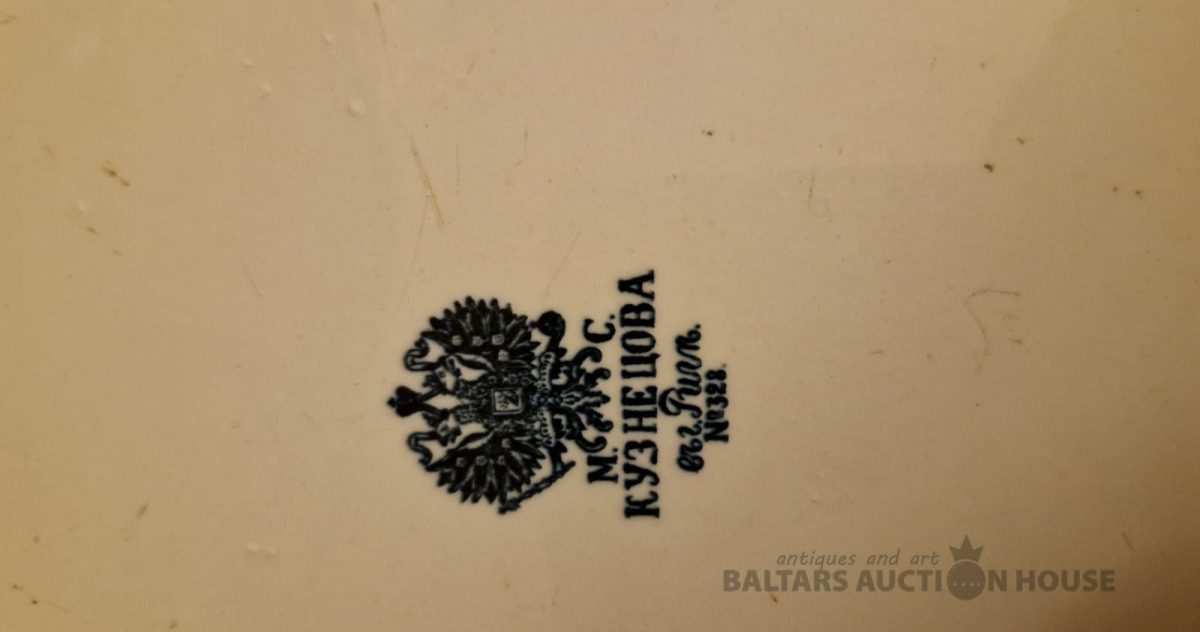 М. С.
КУЗНЕЦОВА
въ г. Ригѣ.
№328.
antiques and art
BALTARS AUCTION HOUSE